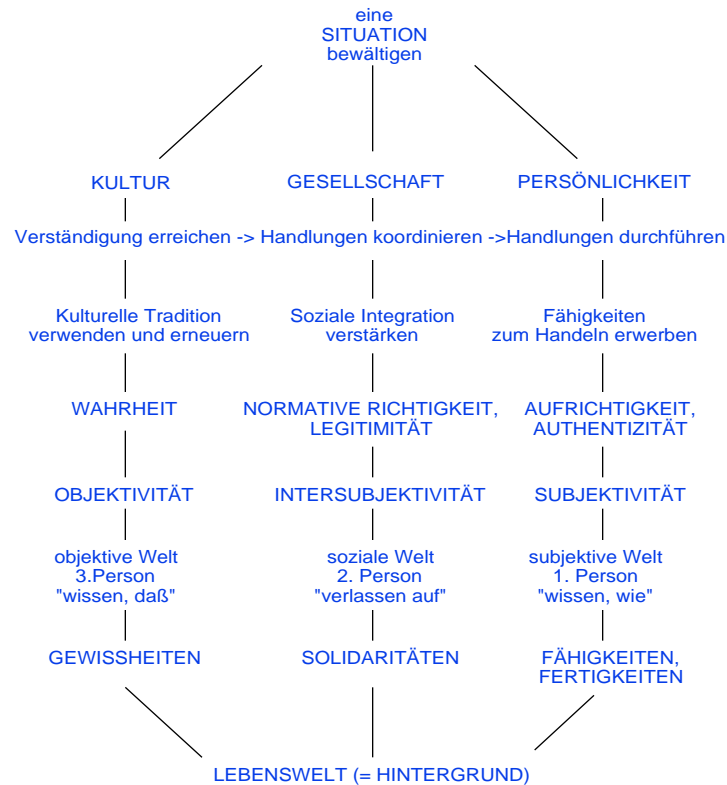 eine
SITUATION
bewältigen
KULTUR GESELLSCHAFT PERSÖNLICHKEIT
Verständigung erreichen -> Handlungen koordinieren ->Handlungen durchführen
Kulturelle Tradition Soziale Integration Fähigkeiten
verwenden und erneuern verstärken zum Handeln erwerben
WAHRHEIT NORMATIVE RICHTIGKEIT, AUFRICHTIGKEIT,
LEGITIMITÄT AUTHENTIZITÄT
OBJEKTIVITÄT INTERSUBJEKTIVITÄT SUBJEKTIVITÄT
objektive Welt soziale Welt subjektive Welt
3.Person 2. Person 1. Person
"wissen, daß" "verlassen auf" "wissen, wie"
GEWISSHEITEN SOLIDARITÄTEN FÄHIGKEITEN,
FERTIGKEITEN
LEBENSWELT (= HINTERGRUND)